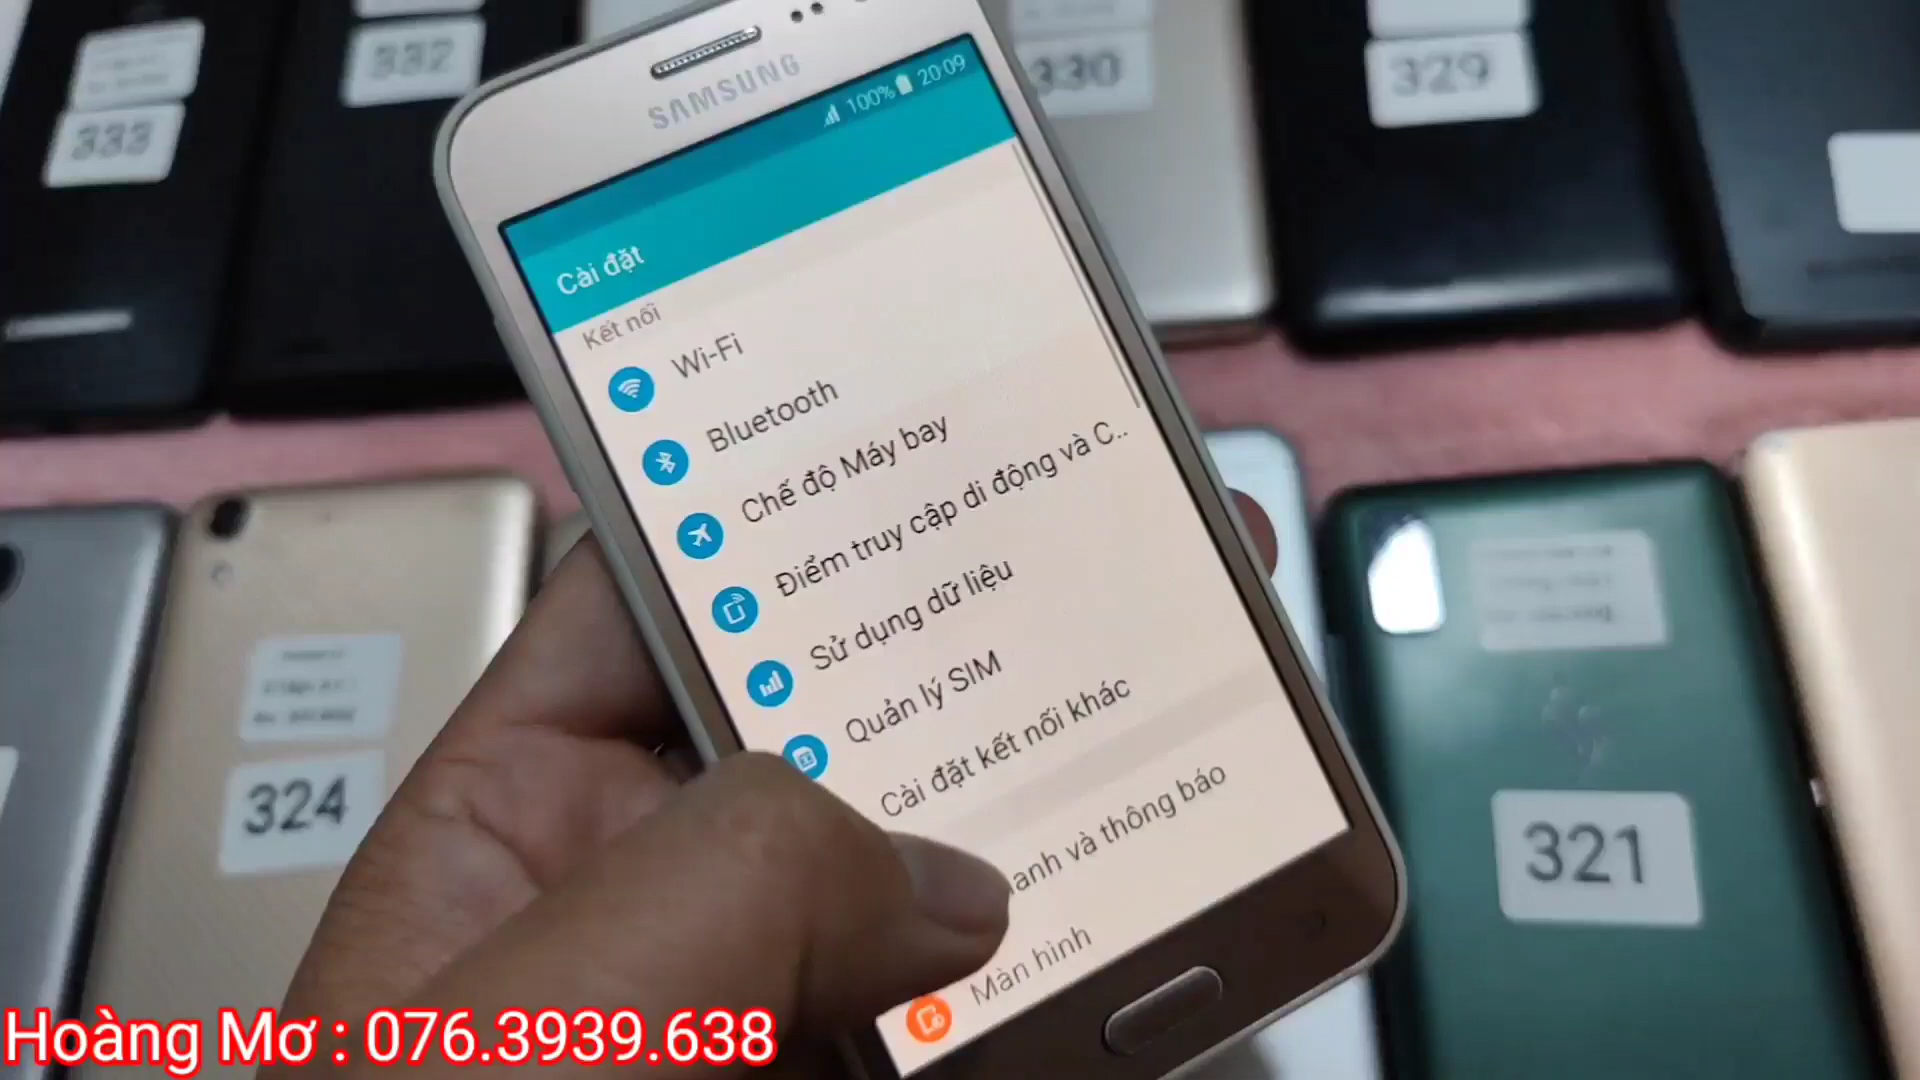 333
332
330
329
SAMSUNG
100% 20:09
Cài đặt
Kết nối
Wi-Fi
Bluetooth
Chế độ Máy bay
Điểm truy cập di động và C..
Sử dụng dữ liệu
Quản lý SIM
Cài đặt kết nối khác
anh và thông báo
Màn hình
324
321
Hoàng Mơ : 076.3939.638